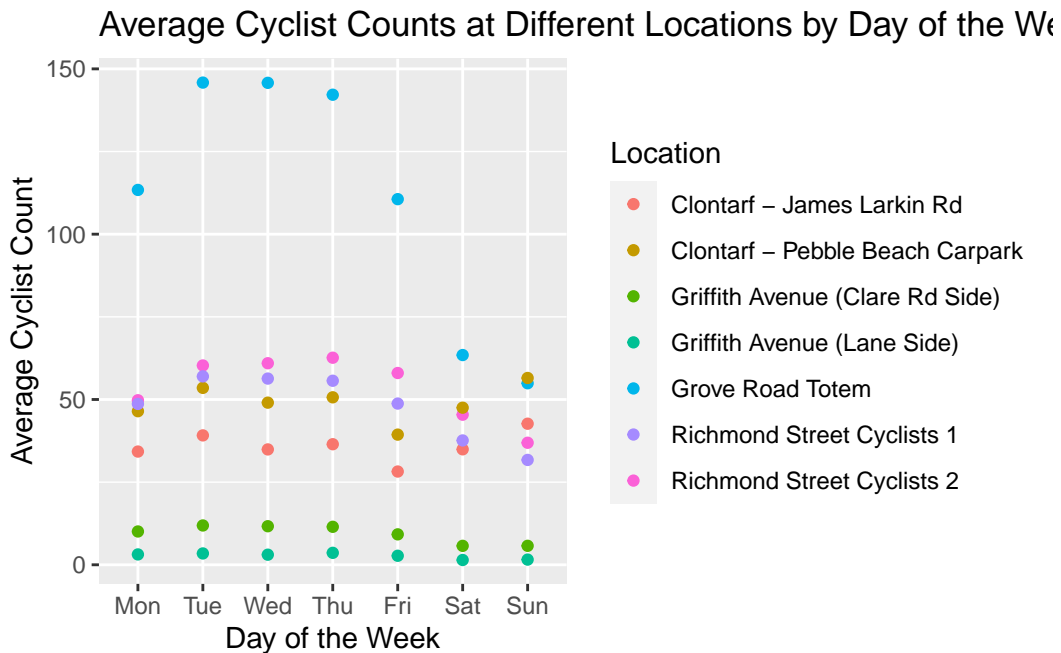 Average Cyclist Counts at Different Locations by Day of the We
150
100
50
0
Average Cyclist Count
Mon Tue Wed Thu Fri Sat Sun
Day of the Week
Location
Clontarf – James Larkin Rd
Clontarf – Pebble Beach Carpark
Griffith Avenue (Clare Rd Side)
Griffith Avenue (Lane Side)
Grove Road Totem
Richmond Street Cyclists 1
Richmond Street Cyclists 2